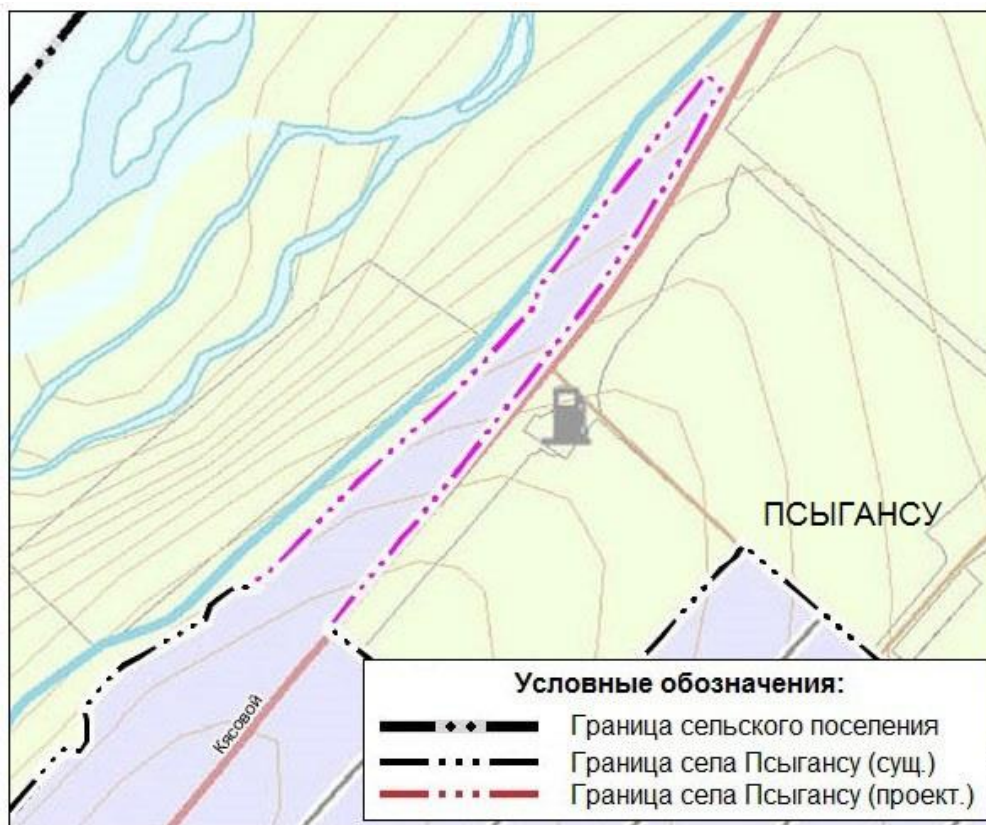 ПСЫГАНСУ
Кясовой
Условные обозначения:
Граница сельского поселения
Граница села Псыгансу (сущ.)
Граница села Псыгансу (проект.)